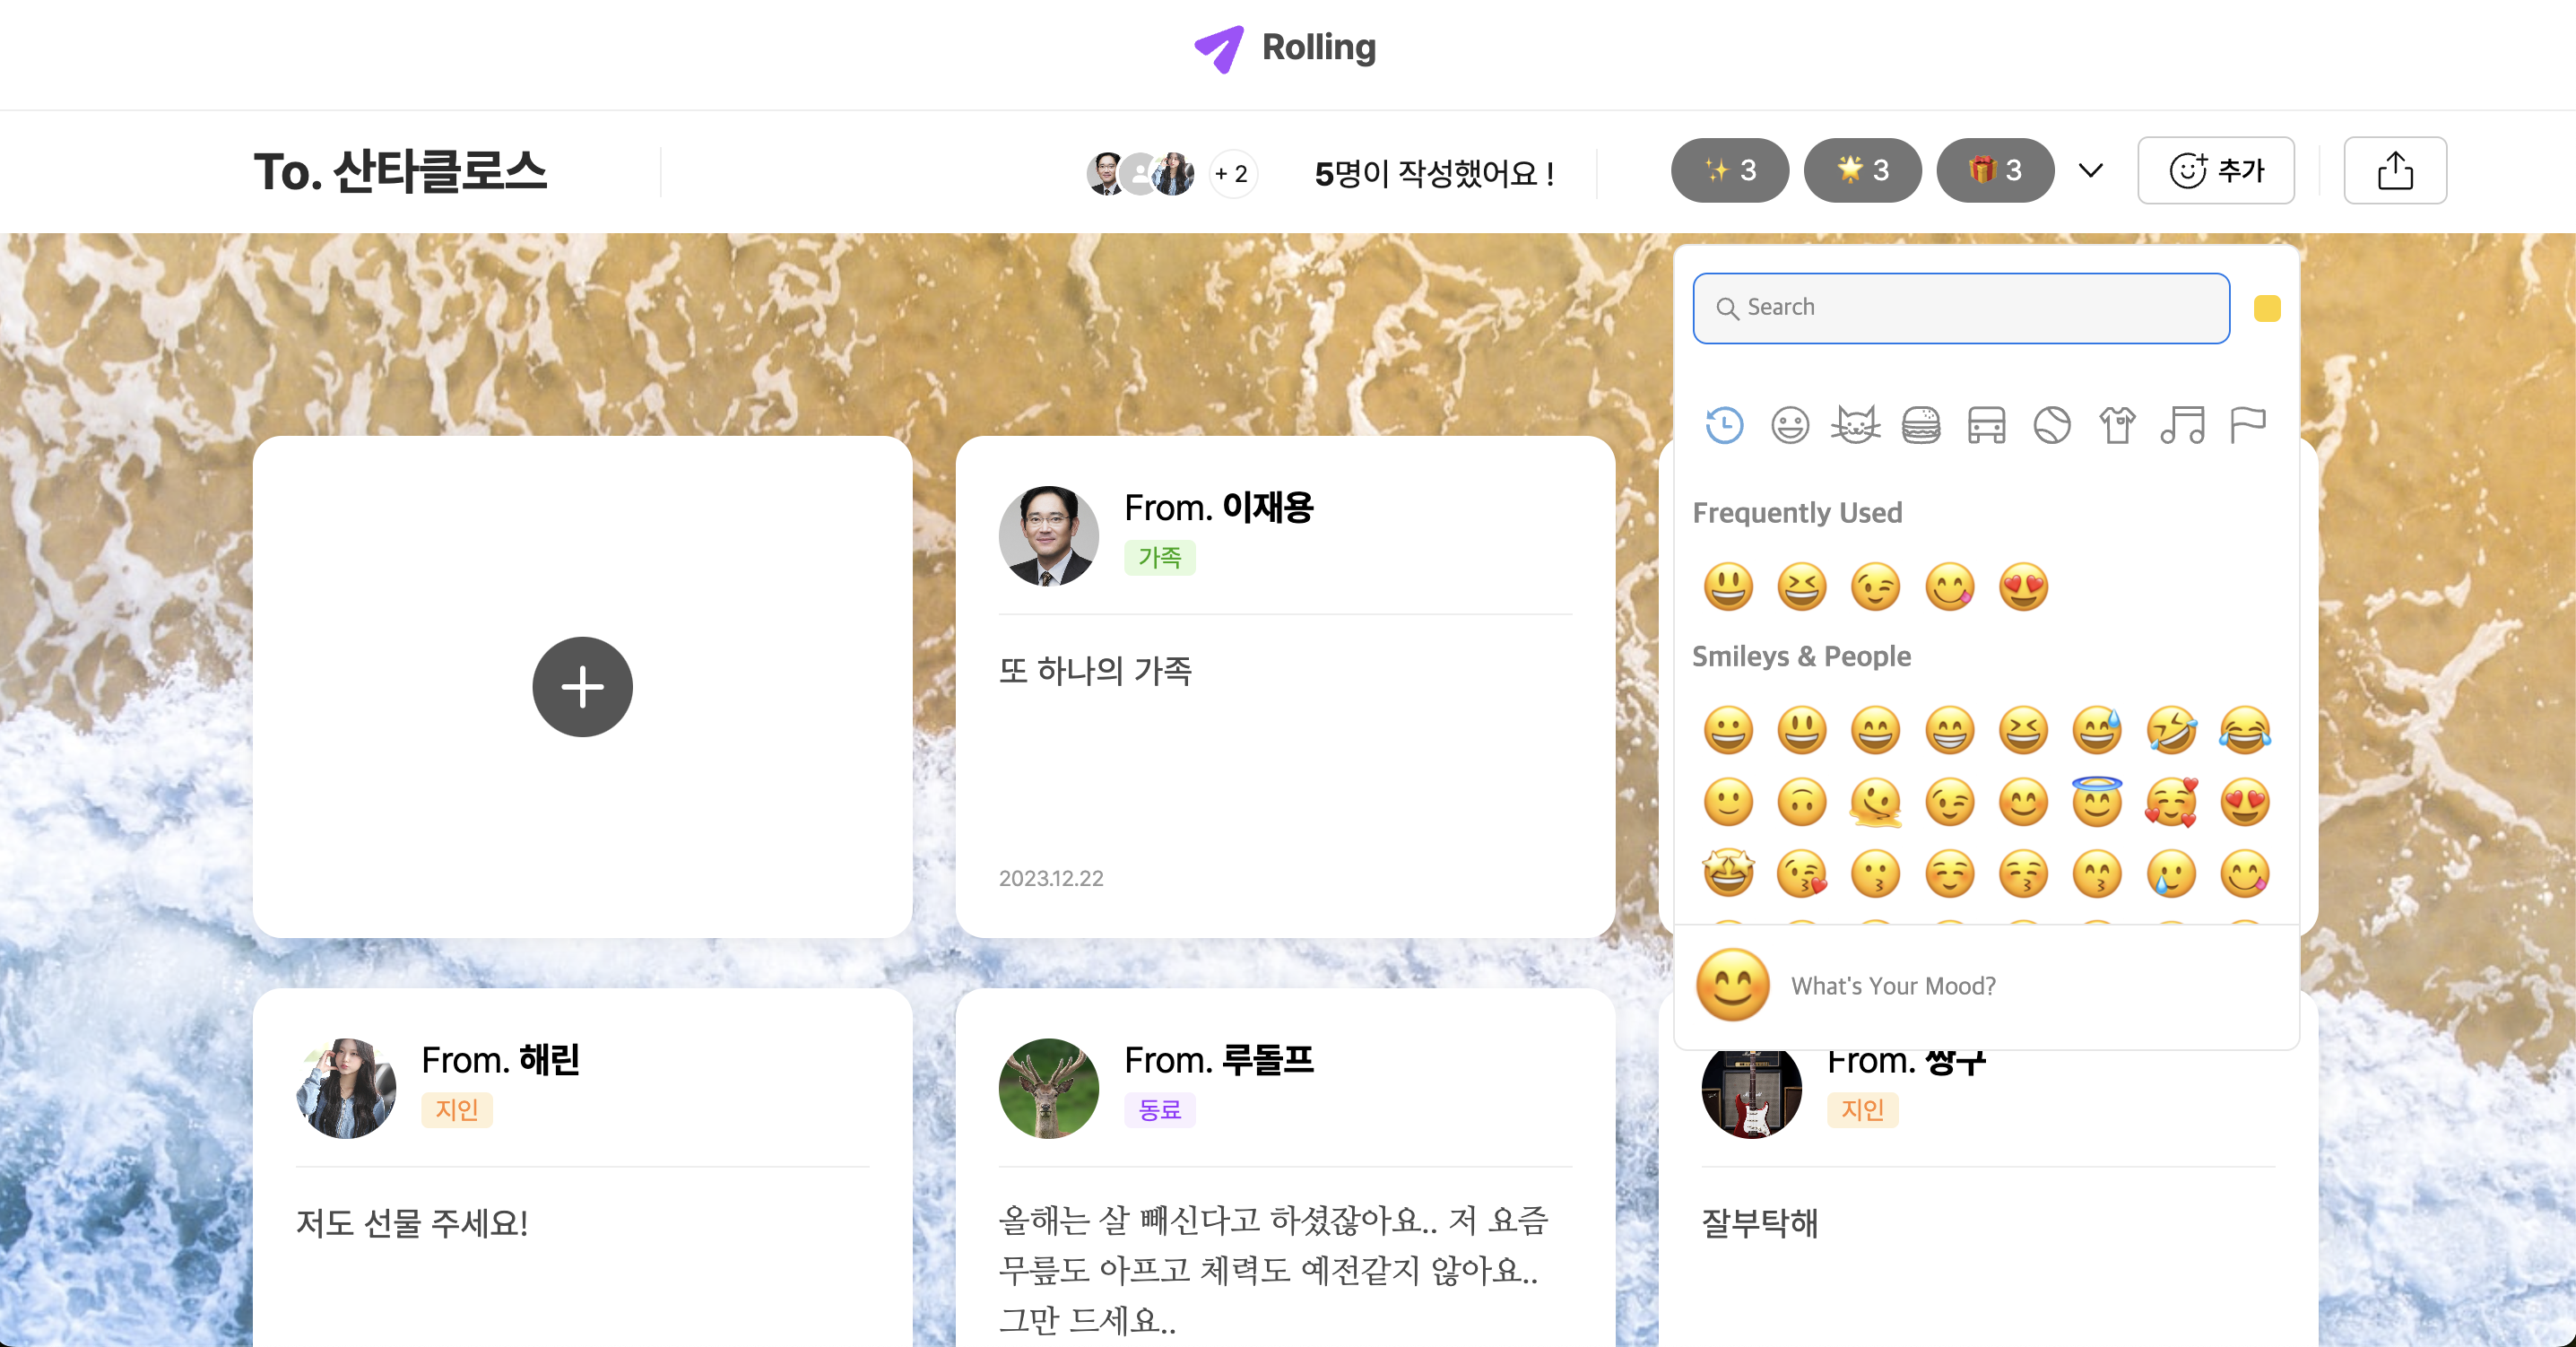 Rolling
To. 산타클로스
+ 2
5명이 작성했어요 !
3
3
3
추가
Search
From. 이재용
가족
또 하나의 가족
2023.12.22
Frequently Used
Smileys & People
What's Your Mood?
From. 해린
지인
저도 선물 주세요!
From. 루돌프
동료
올해는 살 빼신다고 하셨잖아요.. 저 요즘
무릎도 아프고 체력도 예전같지 않아요..
그만 드세요..
From. 짱구
지인
잘부탁해